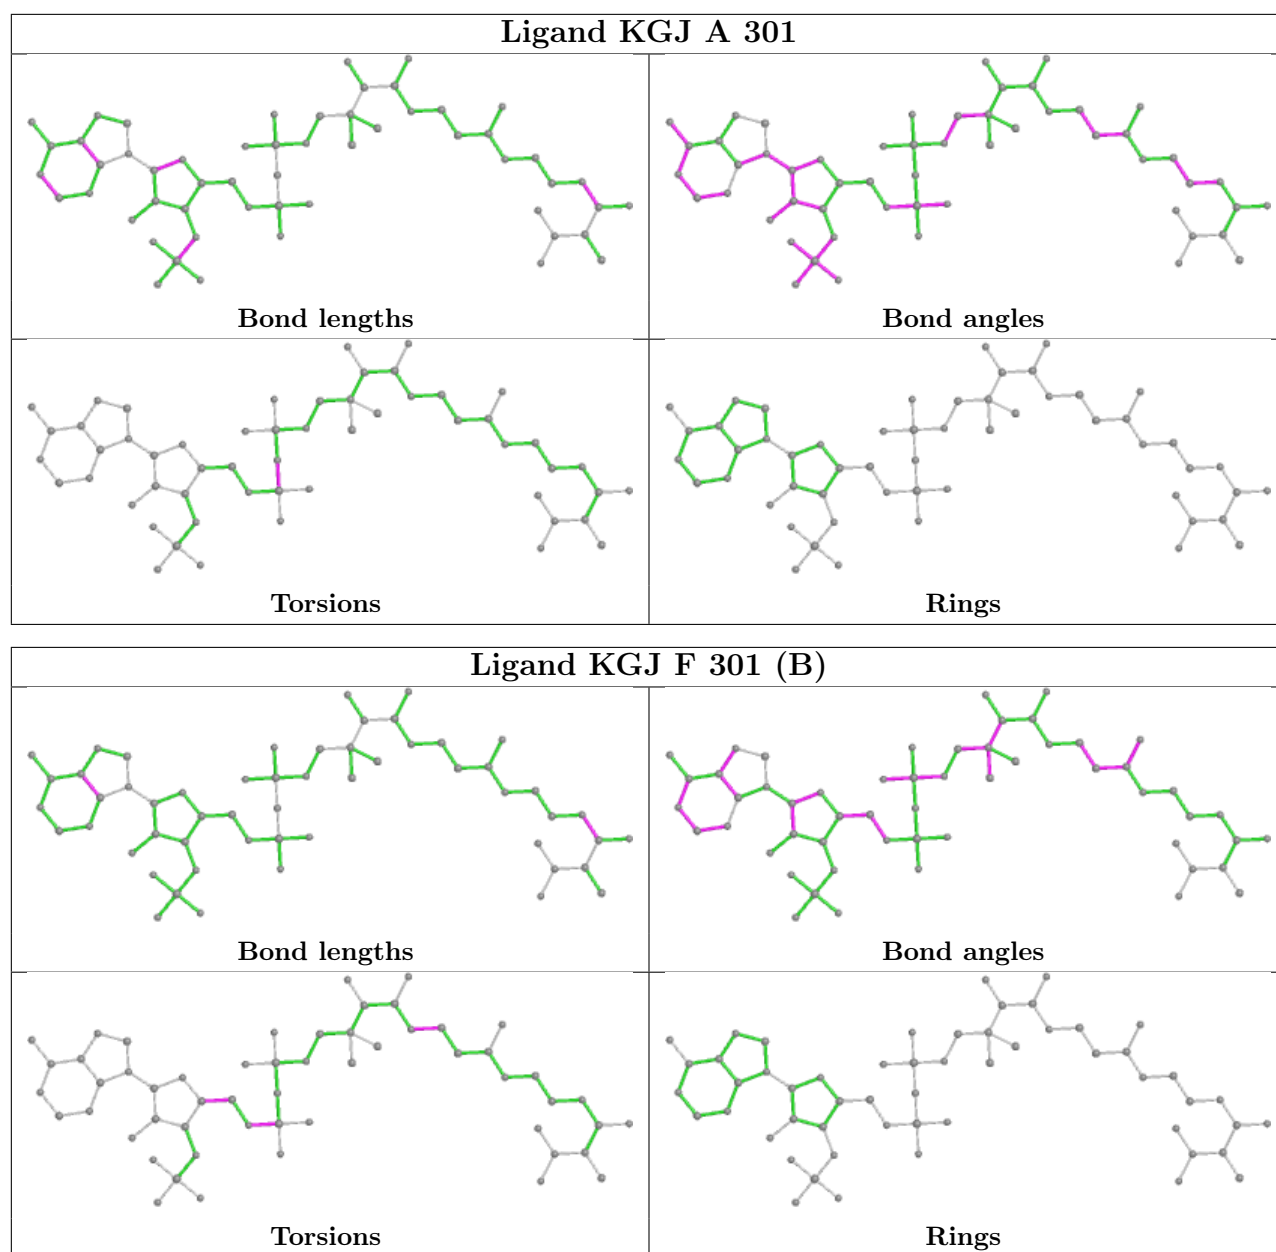 Ligand KGJ A 301
Bond lengths
Bond angles
Torsions
Rings
Ligand KGJ F 301 (B)
Bond lengths
Bond angles
Torsions
Rings